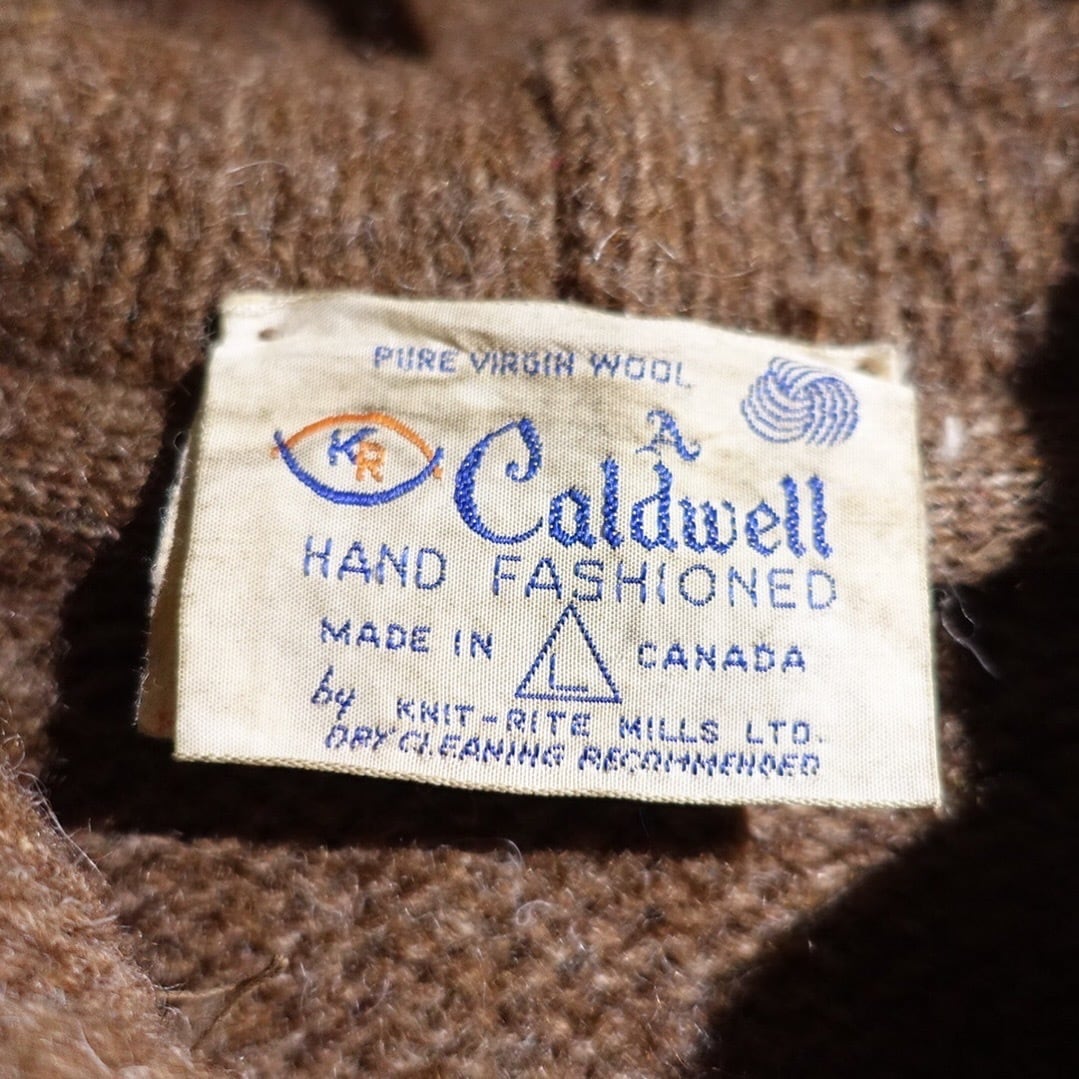 PURE VIRGIN WOOL
KR
A
Caldwell
HAND FASHIONED
MADE IN L CANADA
by KNIT-RITE MILLS LTD.
DRY CLEANING RECOMMENDED